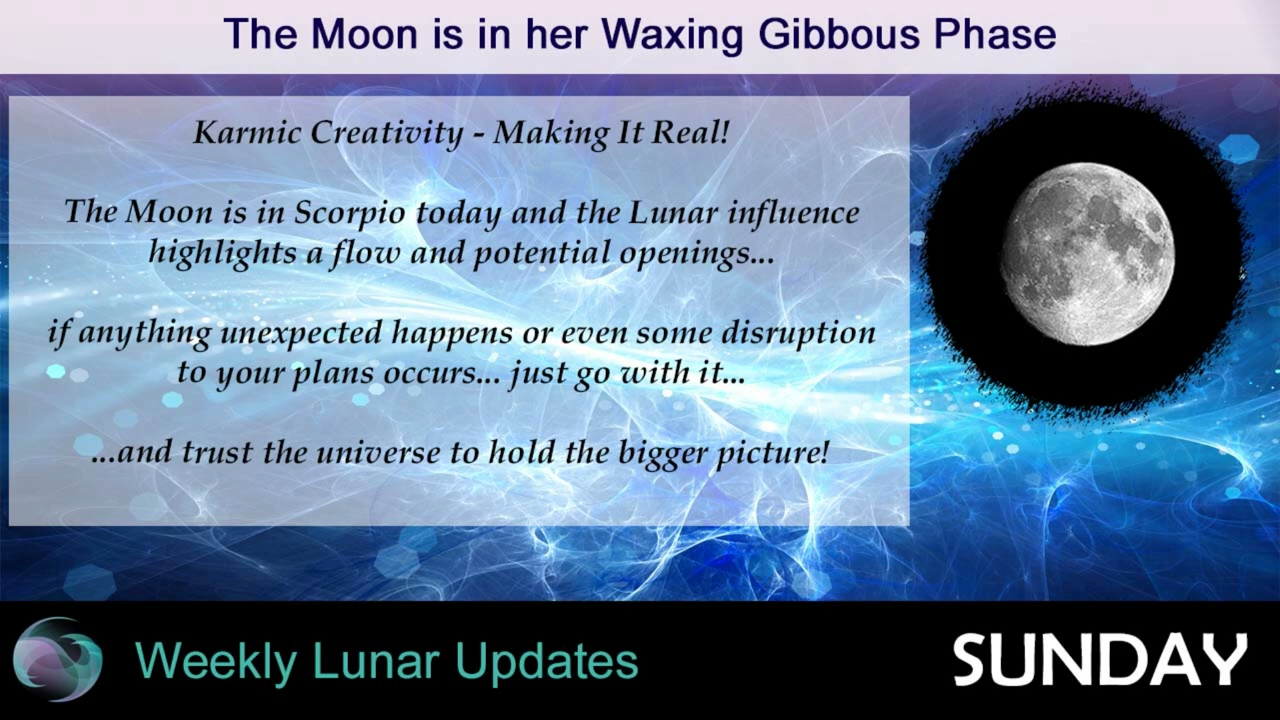 The Moon is in her Waxing Gibbous Phase
Karmic Creativity - Making It Real!
The Moon is in Scorpio today and the Lunar influence
highlights a flow and potential openings...
if anything unexpected happens or even some disruption
to your plans occurs... just go with it...
...and trust the universe to hold the bigger picture!
Weekly Lunar Updates
SUNDAY